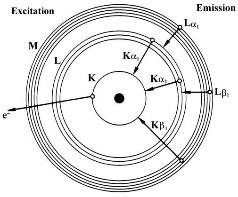 Excitation
Emission
Lα₁
M
L
Kα₁
K
Kα₂
Lβ₁
e⁻
Kβ₁